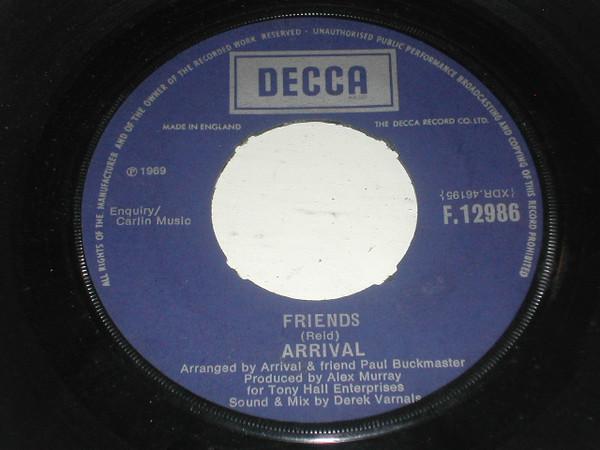 ALL RIGHTS OF THE MANUFACTURER AND OF THE OWNER OF THE RECORDED WORK RESERVED · UNAUTHORISED PUBLIC PERFORMANCE BROADCASTING AND COPYING OF THIS RECORD PROHIBITED
DECCA
MADE IN ENGLAND
THE DECCA RECORD CO. LTD.
℗ 1969
(XDR.46195)
Enquiry/
Carlin Music
F.12986
FRIENDS
(Reid)
ARRIVAL
Arranged by Arrival & friend Paul Buckmaster
Produced by Alex Murray
for Tony Hall Enterprises
Sound & Mix by Derek Varnals